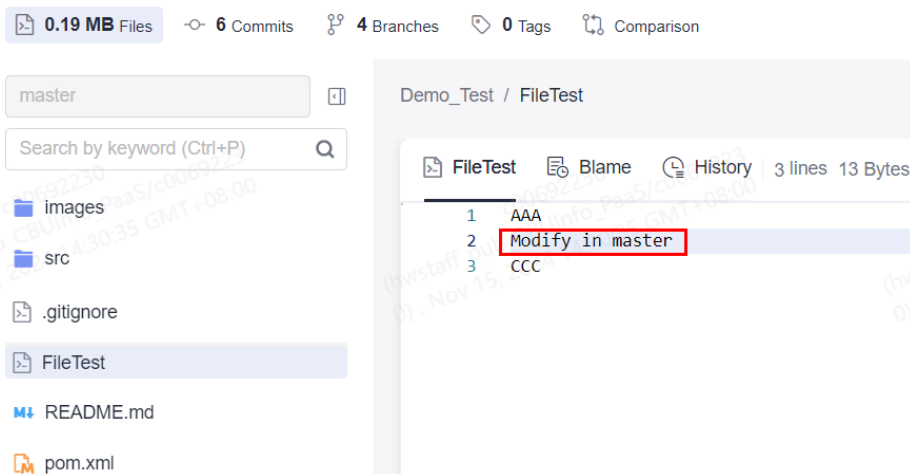 0.19 MB Files 6 Commits 4 Branches 0 Tags Comparison
master
Search by keyword (Ctrl+P)
images
src
.gitignore
FileTest
README.md
pom.xml
Demo_Test / FileTest
FileTest Blame History 3 lines 13 Bytes
1 AAA
2 Modify in master
3 CCC